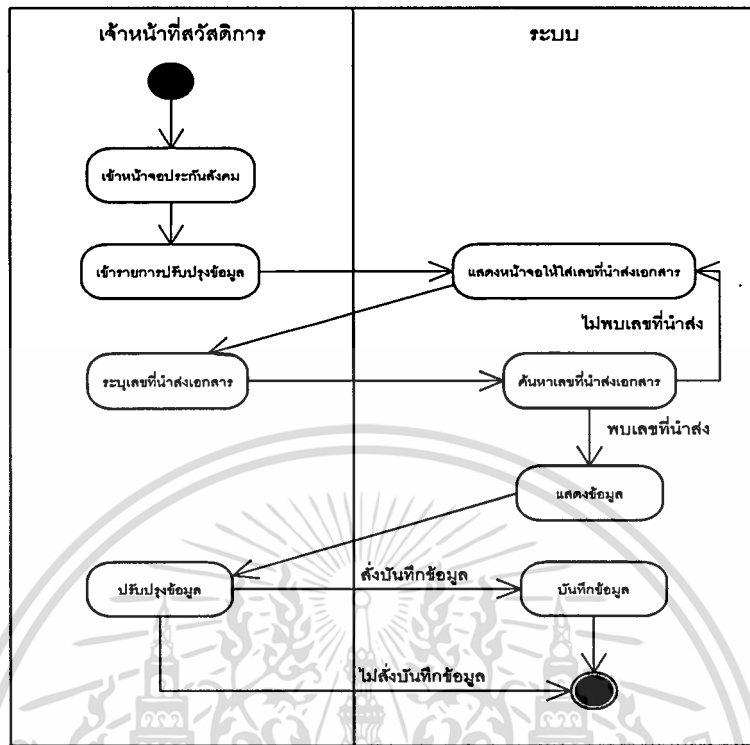 เจ้าหน้าที่สวัสดิการ
ระบบ
เข้าหน้าจอประกันสังคม
เข้ารายการปรับปรุงข้อมูล
แสดงหน้าจอให้ใส่เลขที่นำส่งเอกสาร
ไม่พบเลขที่นำส่ง
ระบุเลขที่นำส่งเอกสาร
ค้นหาเลขที่นำส่งเอกสาร
พบเลขที่นำส่ง
แสดงข้อมูล
ปรับปรุงข้อมูล
สั่งบันทึกข้อมูล
บันทึกข้อมูล
ไม่สั่งบันทึกข้อมูล